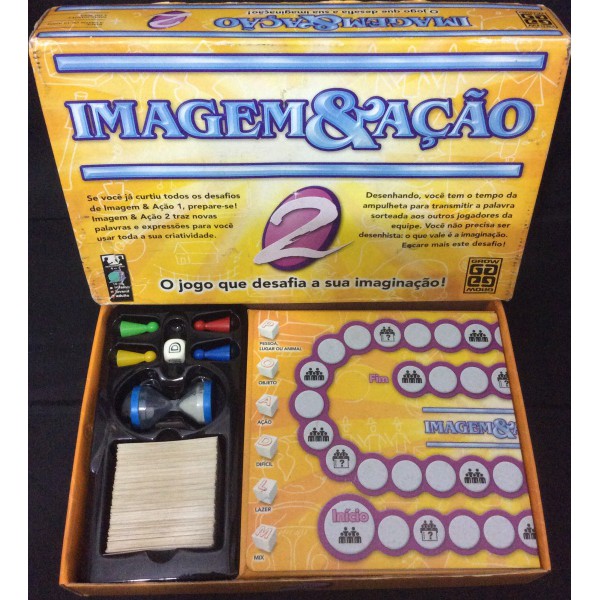 O jogo que desafia a sua imaginação!
IMAGEM&AÇÃO
GROW
IMAGEM&AÇÃO
Se você já curtiu todos os desafios
de Imagem & Ação 1, prepare-se!
Imagem & Ação 2 traz novas
palavras e expressões para você
usar toda a sua criatividade.
2
Desenhando, você tem o tempo da
ampulheta para transmitir a palavra
sorteada aos outros jogadores da
equipe. Você não precisa ser
desenhista: o que vale é a imaginação.
Encare mais este desafio!
O jogo que desafia a sua imaginação!
GROW
GROW
D
PESSOA,
LUGAR OU ANIMAL
O
OBJETO
A
AÇÃO
D
DIFÍCIL
L
LAZER
M
MIX
Fim
IMAGEM&
?
?
?
Início
?